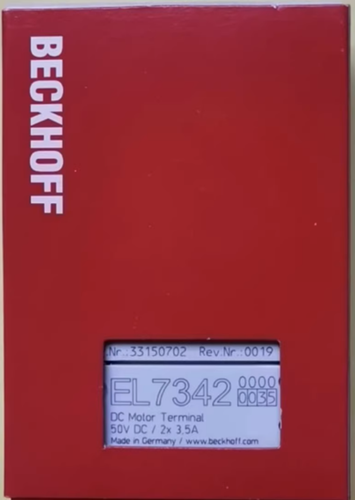 BECKHOFF
.Nr.:33150702 Rev.Nr.:0019
EL7342 0000
0035
DC Motor Terminal
50V DC / 2x 3.5A
Made in Germany / www.beckhoff.com